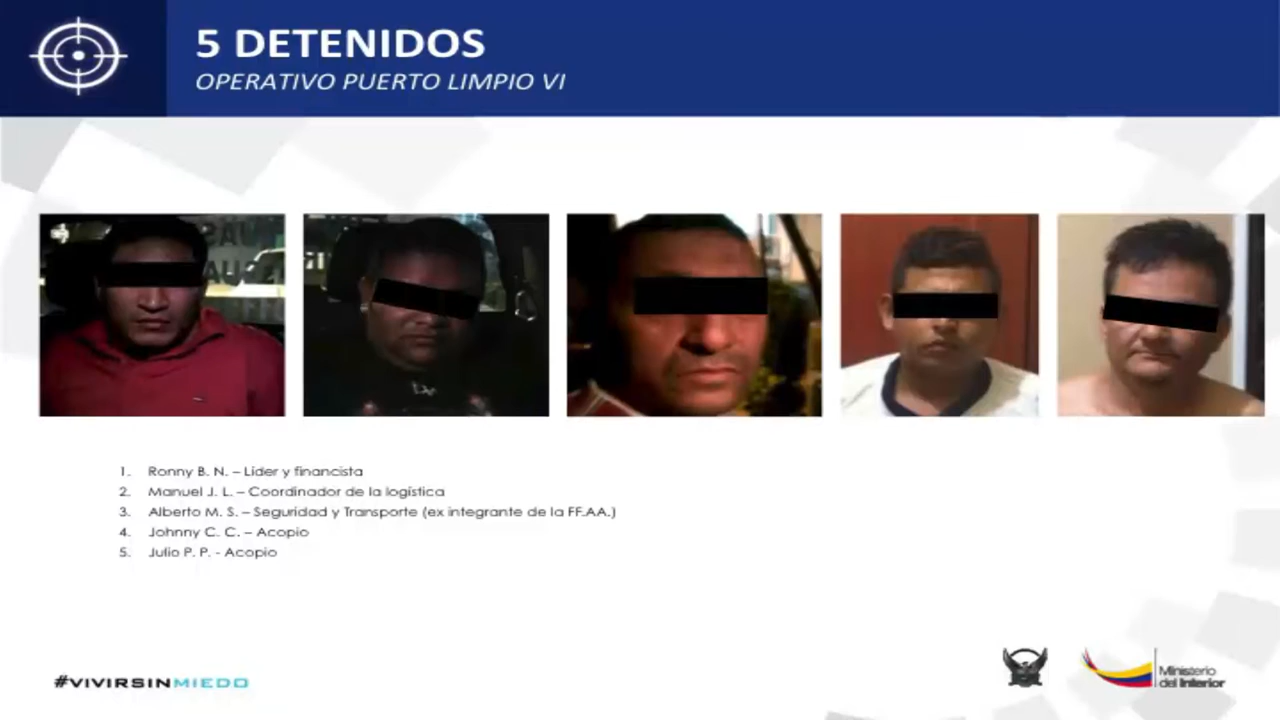 5 DETENIDOS
OPERATIVO PUERTO LIMPIO VI
1. Ronny B. N. – Líder y financista
2. Manuel J. L. – Coordinador de la logística
3. Alberto M. S. – Seguridad y Transporte (ex integrante de la FF.AA.)
4. Johnny C. C. – Acopio
5. Julio P. P. - Acopio
#VIVIRSINMIEDO
Ministerio
del Interior